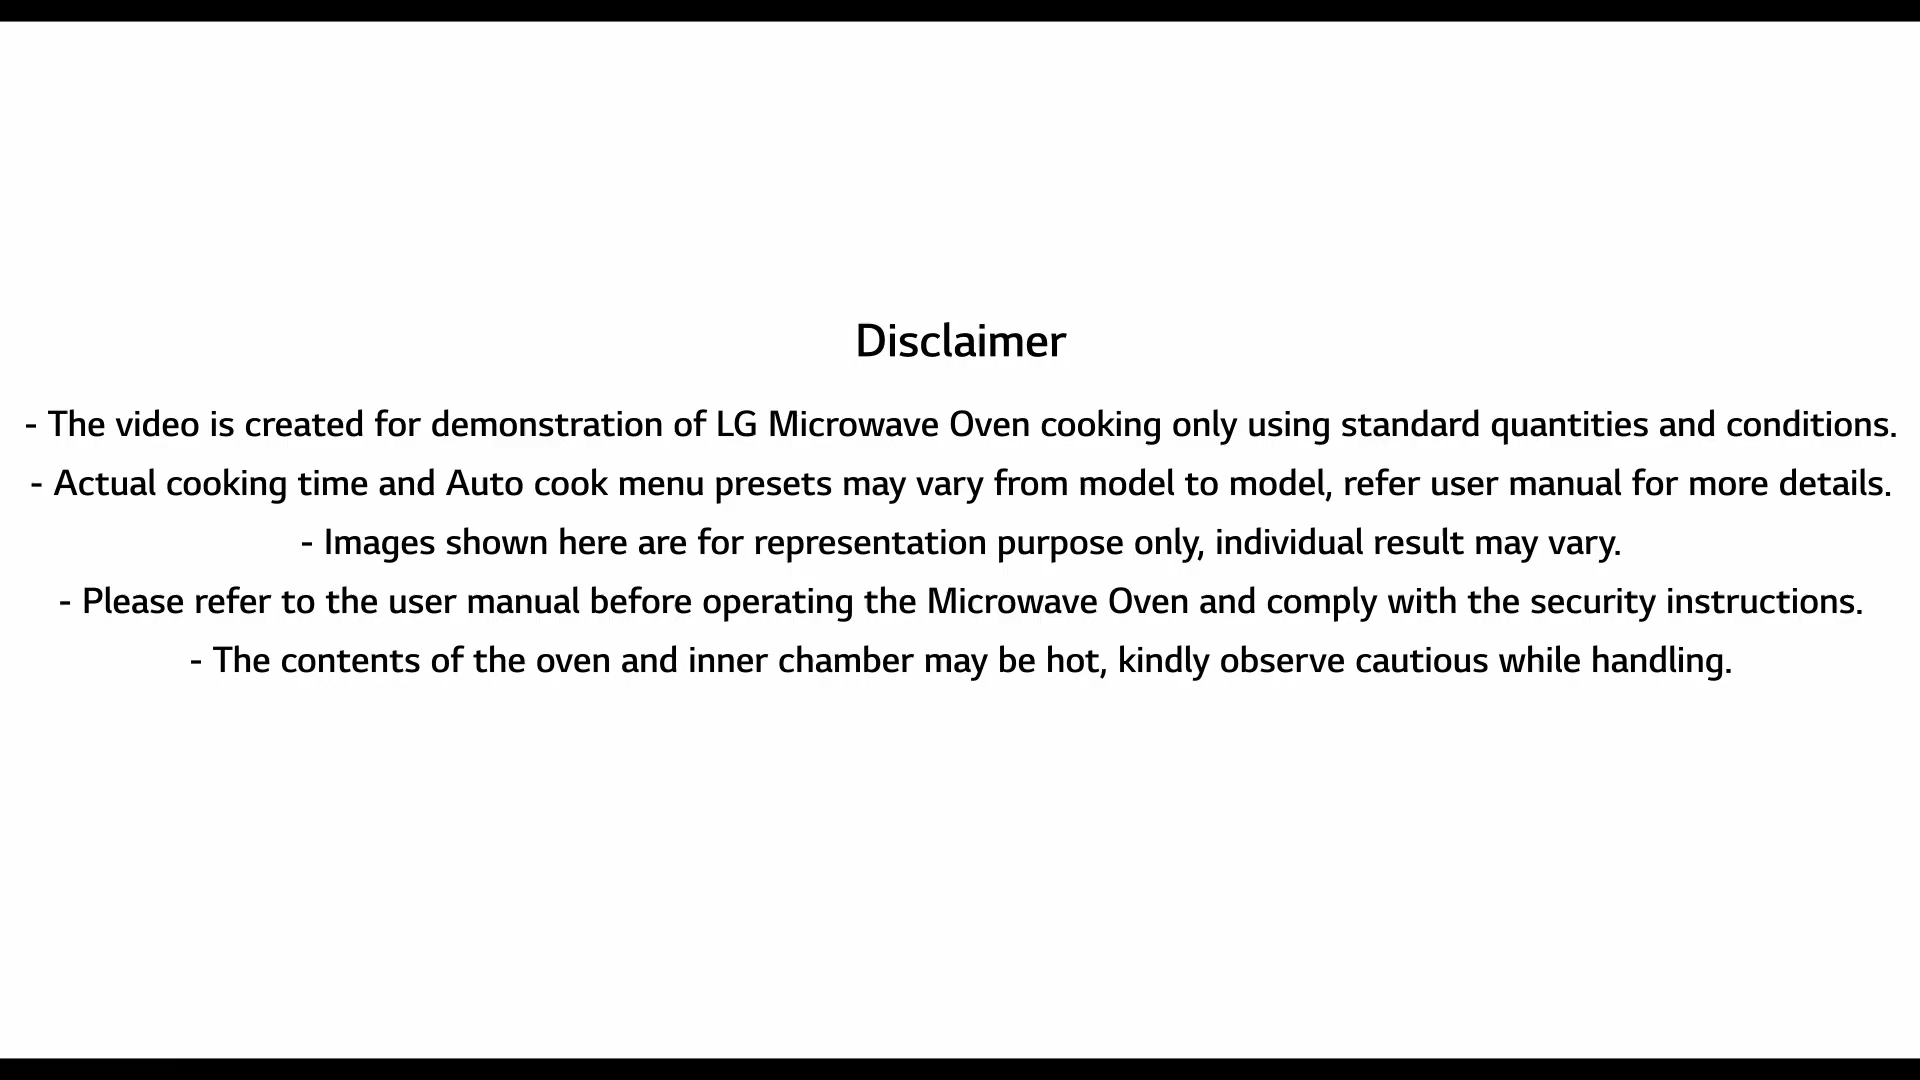 Disclaimer
- The video is created for demonstration of LG Microwave Oven cooking only using standard quantities and conditions.
- Actual cooking time and Auto cook menu presets may vary from model to model, refer user manual for more details.
- Images shown here are for representation purpose only, individual result may vary.
- Please refer to the user manual before operating the Microwave Oven and comply with the security instructions.
- The contents of the oven and inner chamber may be hot, kindly observe cautious while handling.